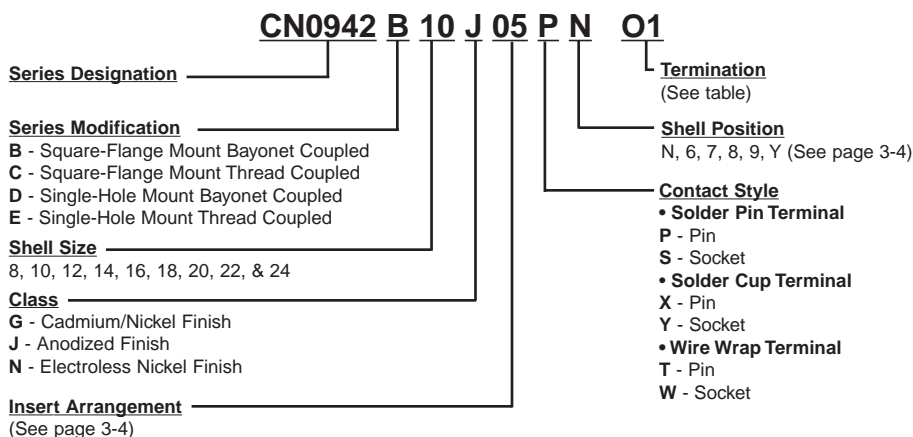 CN0942 B 10 J 05 P N O1
Series Designation
Series Modification
B - Square-Flange Mount Bayonet Coupled
C - Square-Flange Mount Thread Coupled
D - Single-Hole Mount Bayonet Coupled
E - Single-Hole Mount Thread Coupled
Shell Size
8, 10, 12, 14, 16, 18, 20, 22, & 24
Class
G - Cadmium/Nickel Finish
J - Anodized Finish
N - Electroless Nickel Finish
Insert Arrangement
(See page 3-4)
Termination
(See table)
Shell Position
N, 6, 7, 8, 9, Y (See page 3-4)
Contact Style
• Solder Pin Terminal
P - Pin
S - Socket
• Solder Cup Terminal
X - Pin
Y - Socket
• Wire Wrap Terminal
T - Pin
W - Socket